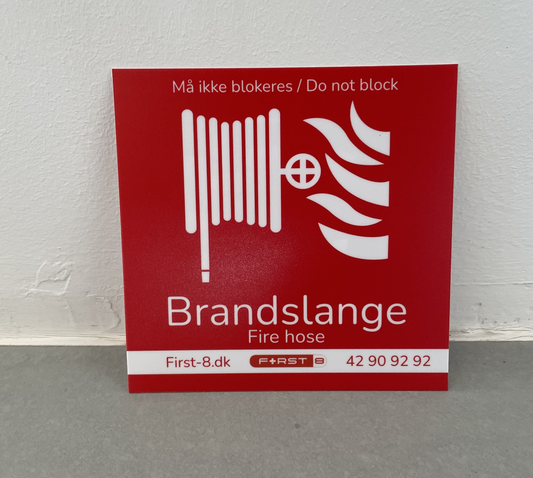 Må ikke blokeres / Do not block
Brandslange
Fire hose
First-8.dk F+RST 8 42 90 92 92